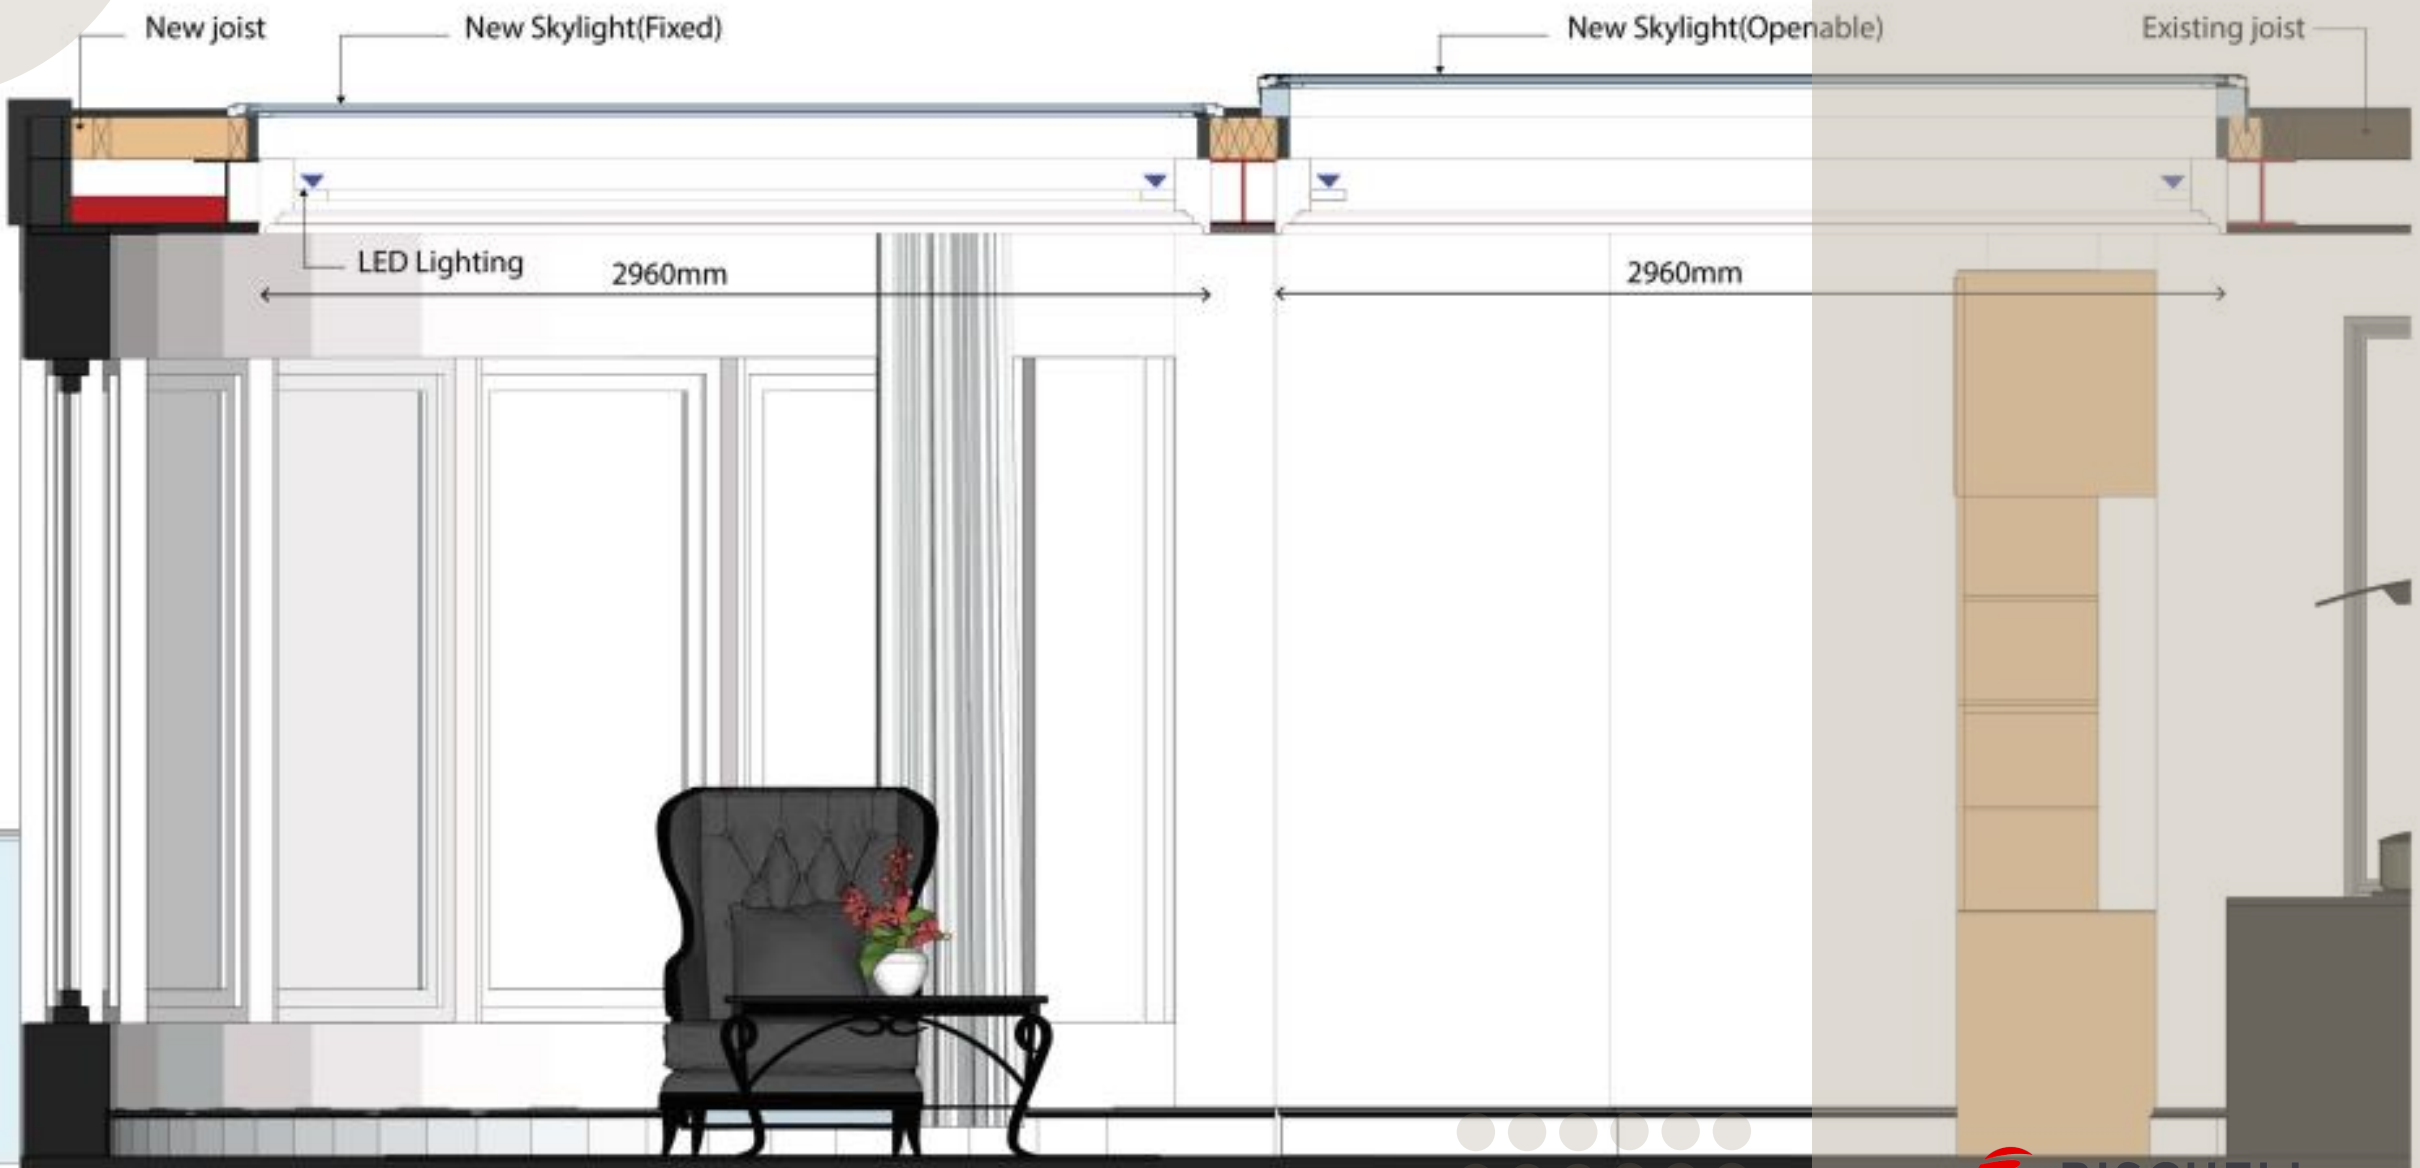 New joist
New Skylight(Fixed)
New Skylight(Openable)
Existing joist
LED Lighting
2960mm
2960mm